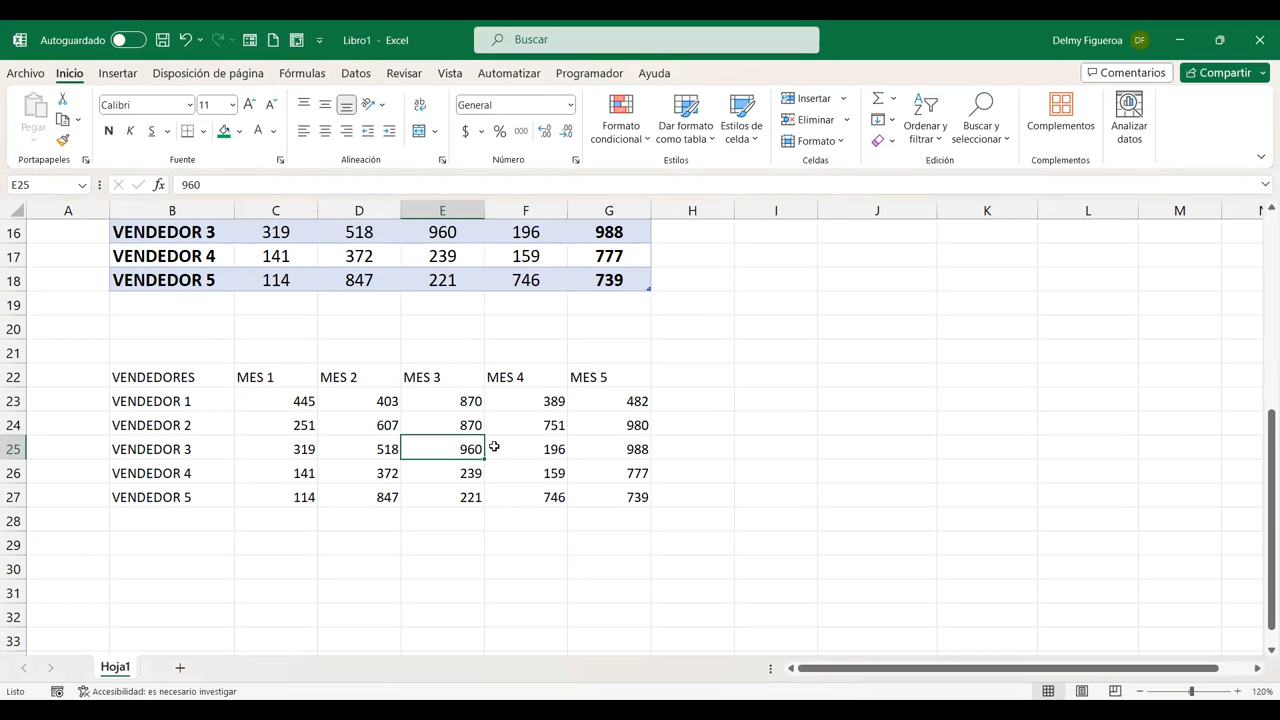 Autoguardado Libro1 - Excel Buscar Delmy Figueroa DF
Archivo Inicio Insertar Disposición de página Fórmulas Datos Revisar Vista Automatizar Programador Ayuda Comentarios Compartir
Pegar Calibri 11 General Formato condicional Dar formato como tabla Estilos de celda Insertar Eliminar Formato Ordenar y filtrar Buscar y seleccionar Complementos Analizar datos
N K S A $ % 000
Portapapeles Fuente Alineación Número Estilos Celdas Edición Complementos
E25 fx 960
A B C D E F G H I J K L M N
16 VENDEDOR 3 319 518 960 196 988
17 VENDEDOR 4 141 372 239 159 777
18 VENDEDOR 5 114 847 221 746 739
19
20
21
22 VENDEDORES MES 1 MES 2 MES 3 MES 4 MES 5
23 VENDEDOR 1 445 403 870 389 482
24 VENDEDOR 2 251 607 870 751 980
25 VENDEDOR 3 319 518 960 196 988
26 VENDEDOR 4 141 372 239 159 777
27 VENDEDOR 5 114 847 221 746 739
28
29
30
31
32
33
Hoja1
Listo Accesibilidad: es necesario investigar 120%